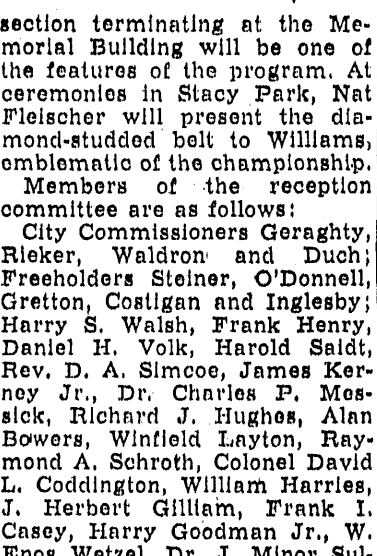 section terminating at the Me-
morial Building will be one of
the features of the program. At
ceremonies in Stacy Park, Nat
Fleischer will present the dia-
mond-studded belt to Williams,
emblematic of the championship.
Members of the reception
committee are as follows:
City Commissioners Geraghty,
Rieker, Waldron and Duch;
Freeholders Steiner, O'Donnell,
Gretton, Costigan and Inglesby;
Harry S. Walsh, Frank Henry,
Daniel H. Volk, Harold Saidt,
Rev. D. A. Simcoe, James Ker-
ney Jr., Dr. Charles P. Mes-
sick, Richard J. Hughes, Alan
Bowers, Winfield Layton, Ray-
mond A. Schroth, Colonel David
L. Coddington, William Harries,
J. Herbert Gilliam, Frank I.
Casey, Harry Goodman Jr., W.
Enos Wetzel, Dr. J. Minor Sul-